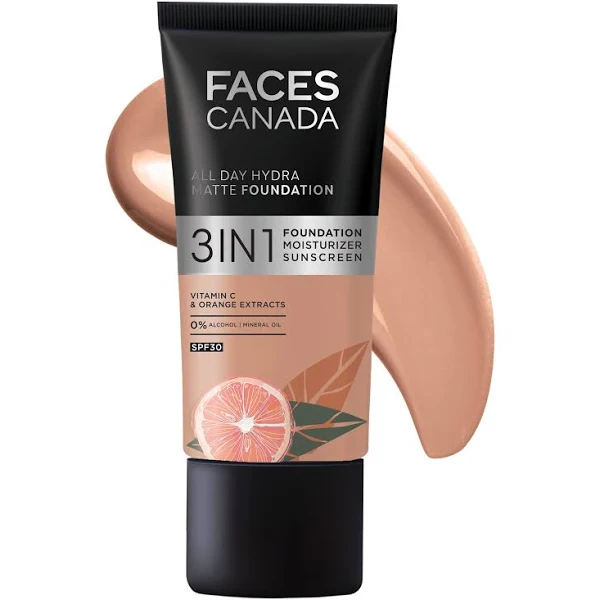 FACES
CANADA
ALL DAY HYDRA
MATTE FOUNDATION
3IN1
FOUNDATION
MOISTURIZER
SUNSCREEN
VITAMIN C
& ORANGE EXTRACTS
0% ALCOHOL | MINERAL OIL
SPF30